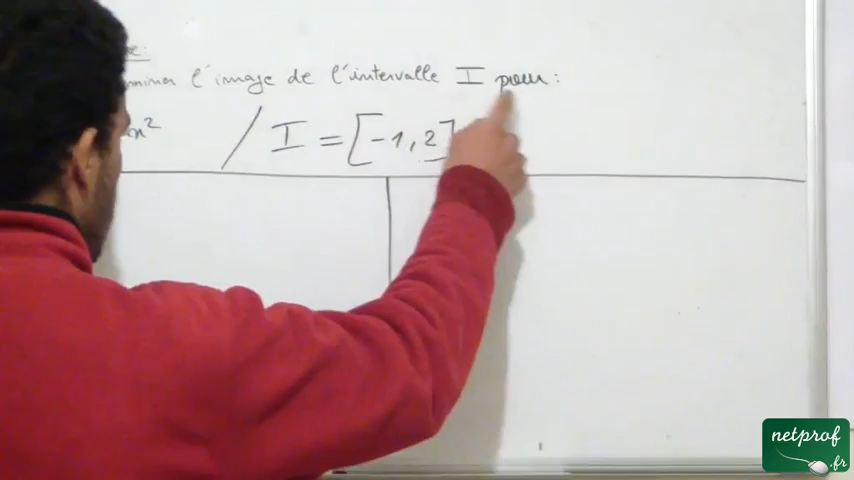 l'image de l'intervalle I pour:
x² / I = [-1, 2]
netprof
.fr